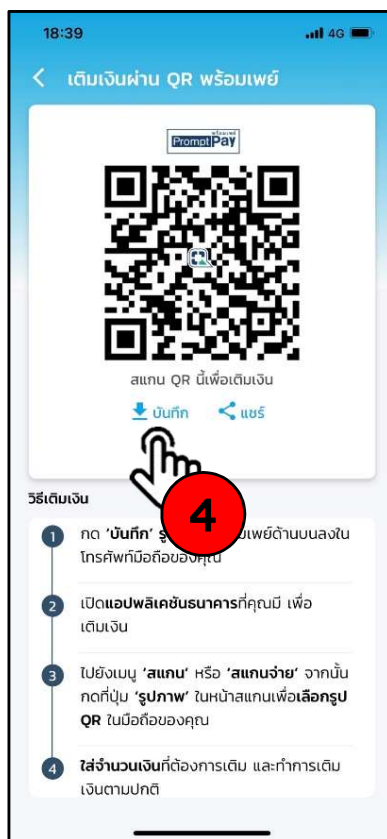 18:39
4G
เติมเงินผ่าน QR พร้อมเพย์
พร้อมเพย์
PromptPay
สแกน QR นี้เพื่อเติมเงิน
บันทึก แชร์
วิธีเติมเงิน
4
1 กด ‘บันทึก’ รู เพย์ด้านบนลงใน
โทรศัพท์มือถือของคุณ
2 เปิดแอปพลิเคชันธนาคารที่คุณมี เพื่อ
เติมเงิน
3 ไปยังเมนู ‘สแกน’ หรือ ‘สแกนจ่าย’ จากนั้น
กดที่ปุ่ม ‘รูปภาพ’ ในหน้าสแกนเพื่อเลือกรูป
QR ในมือถือของคุณ
4 ใส่จำนวนเงินที่ต้องการเติม และทำการเติม
เงินตามปกติ